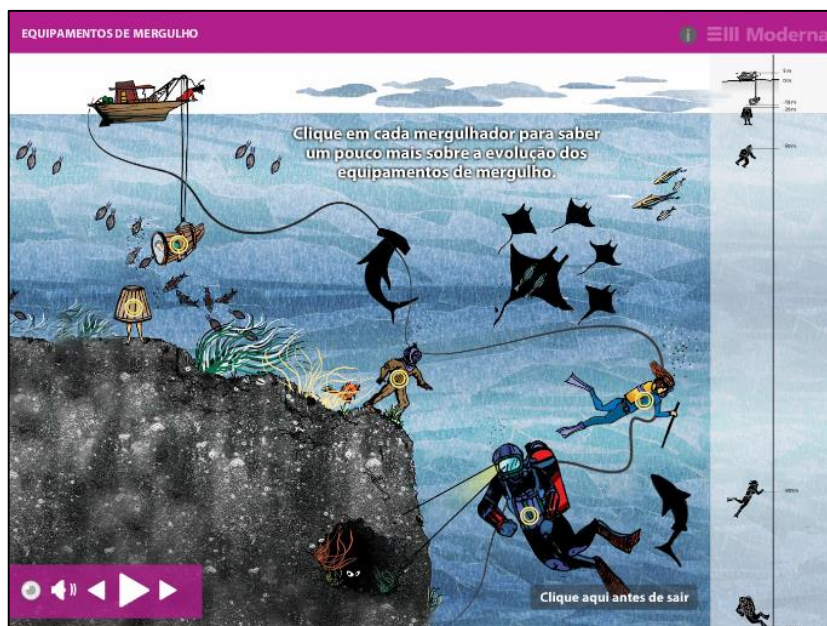 EQUIPAMENTOS DE MERGULHO
i
Moderna
Clique em cada mergulhador para saber
um pouco mais sobre a evolução dos
equipamentos de mergulho.
Clique aqui antes de sair